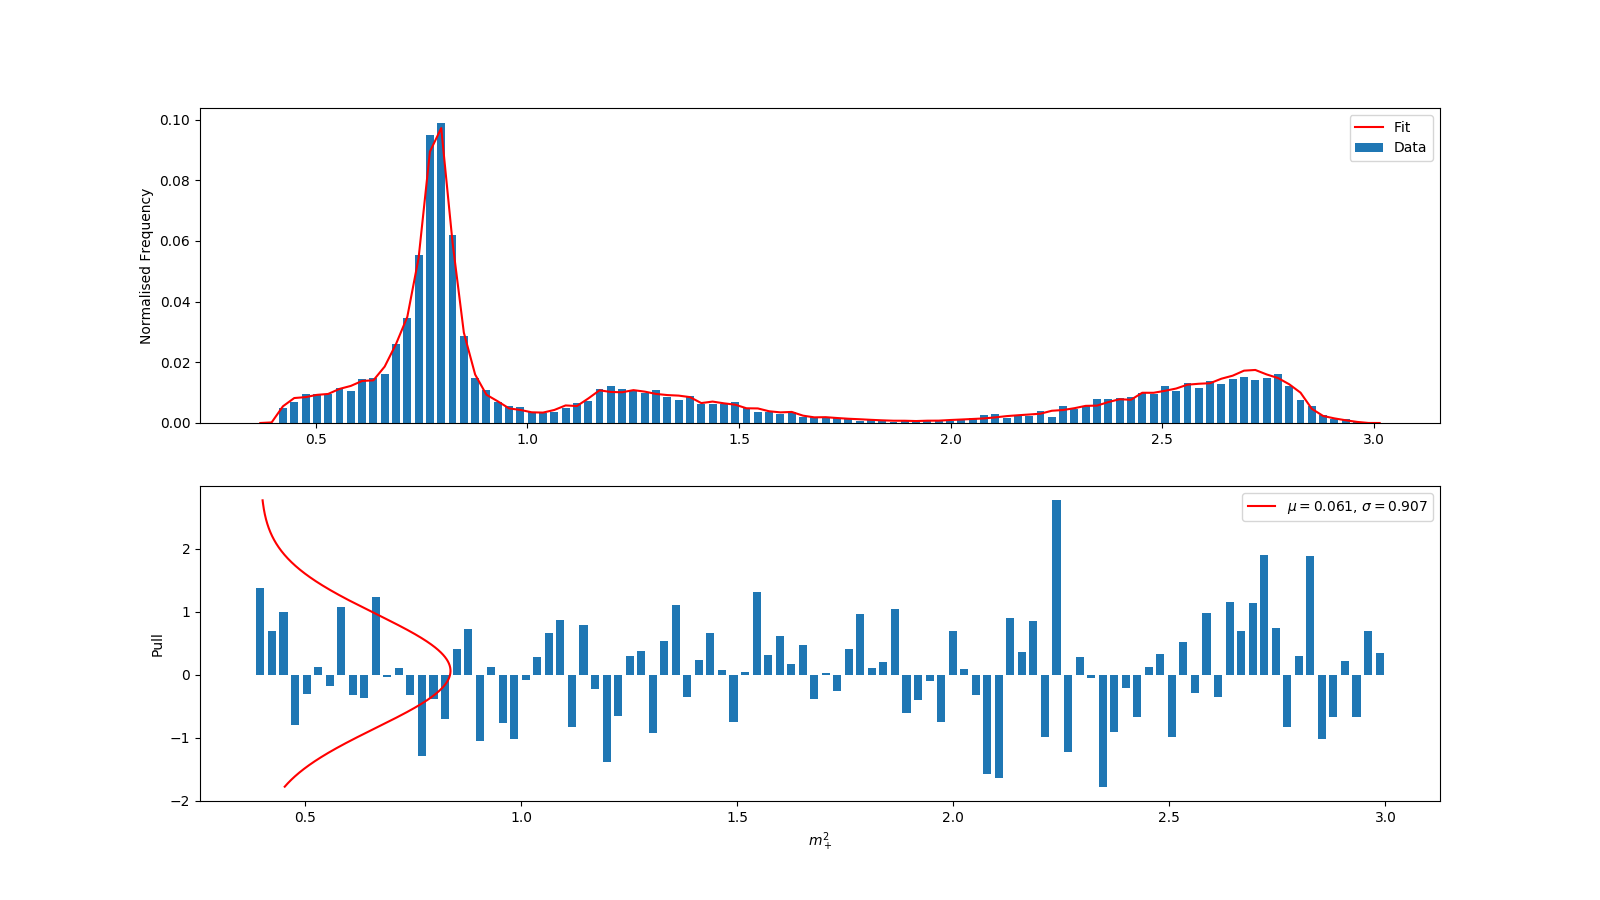 Normalised Frequency
0.10
0.08
0.06
0.04
0.02
0.00
0.5 1.0 1.5 2.0 2.5 3.0
Fit
Data
Pull
2
1
0
−1
−2
0.5 1.0 1.5 2.0 2.5 3.0
μ = 0.061, σ = 0.907
m²₊